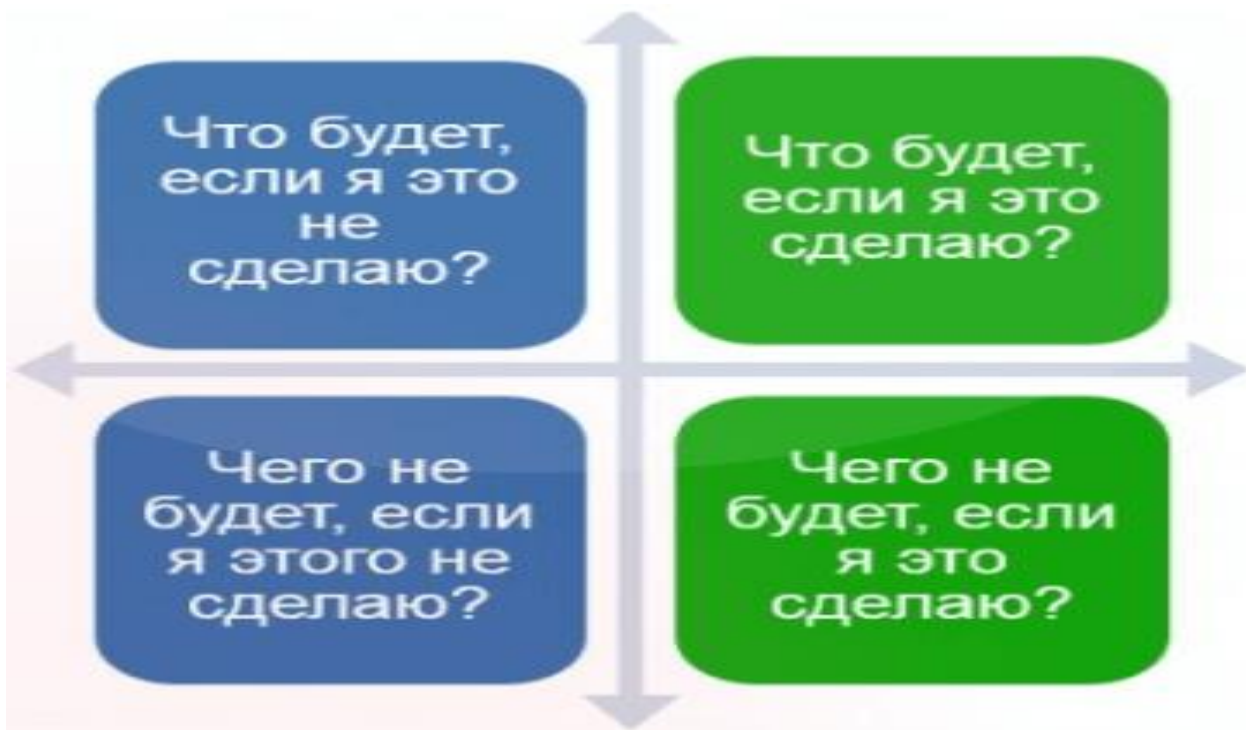 Что будет,
если я это
не
сделаю?
Что будет,
если я это
сделаю?
Чего не
будет, если
я этого не
сделаю?
Чего не
будет, если
я это
сделаю?